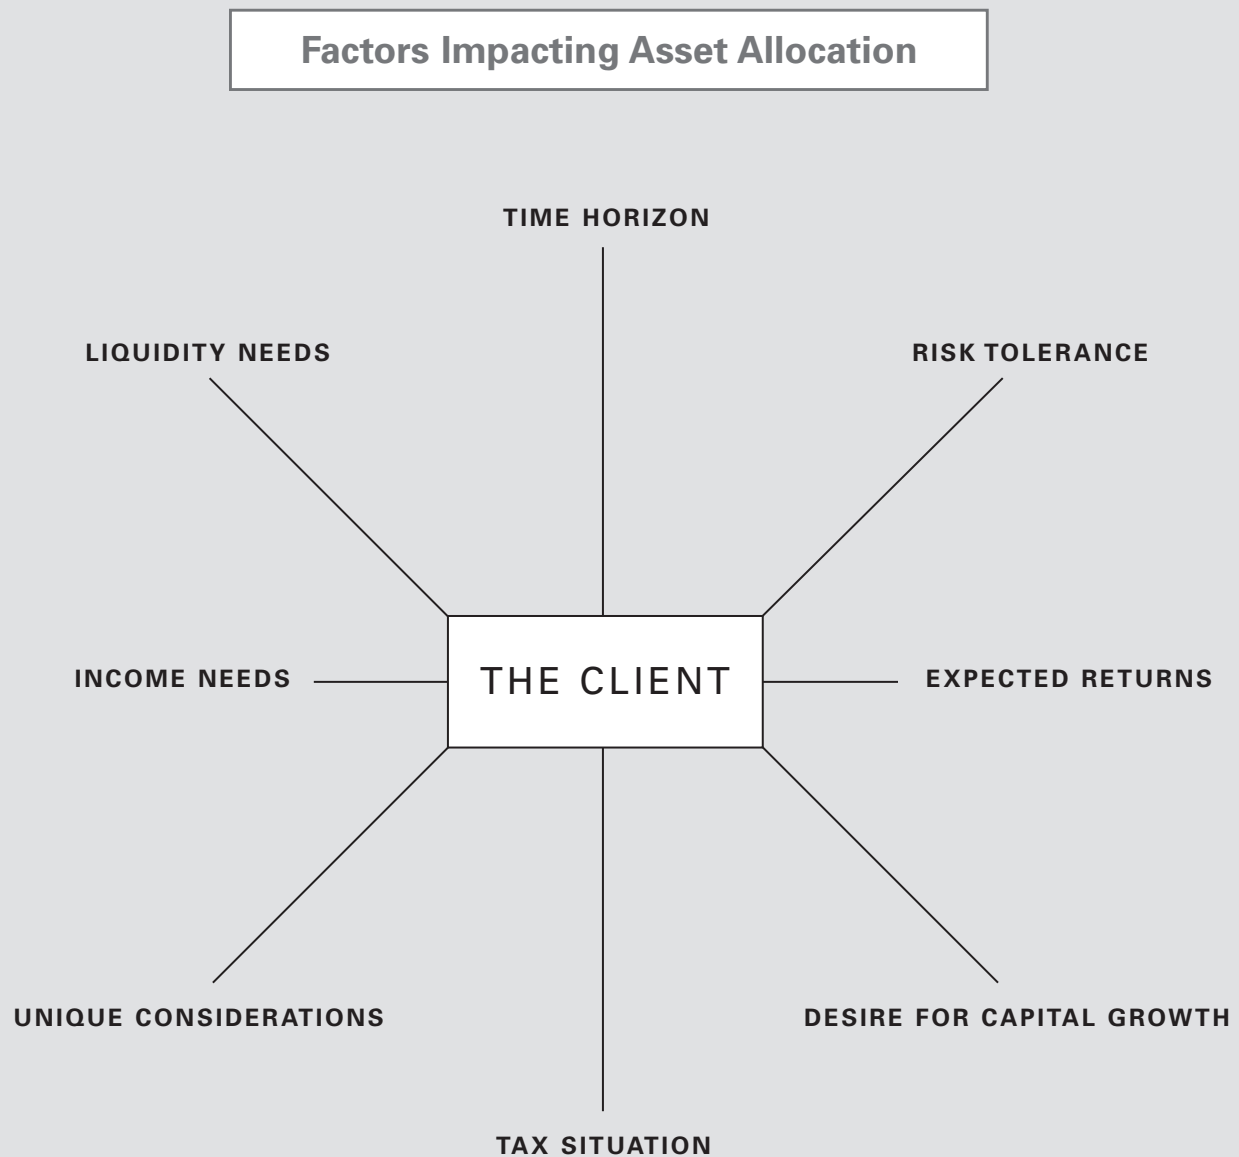 Factors Impacting Asset Allocation
TIME HORIZON
LIQUIDITY NEEDS
RISK TOLERANCE
INCOME NEEDS
THE CLIENT
EXPECTED RETURNS
UNIQUE CONSIDERATIONS
DESIRE FOR CAPITAL GROWTH
TAX SITUATION